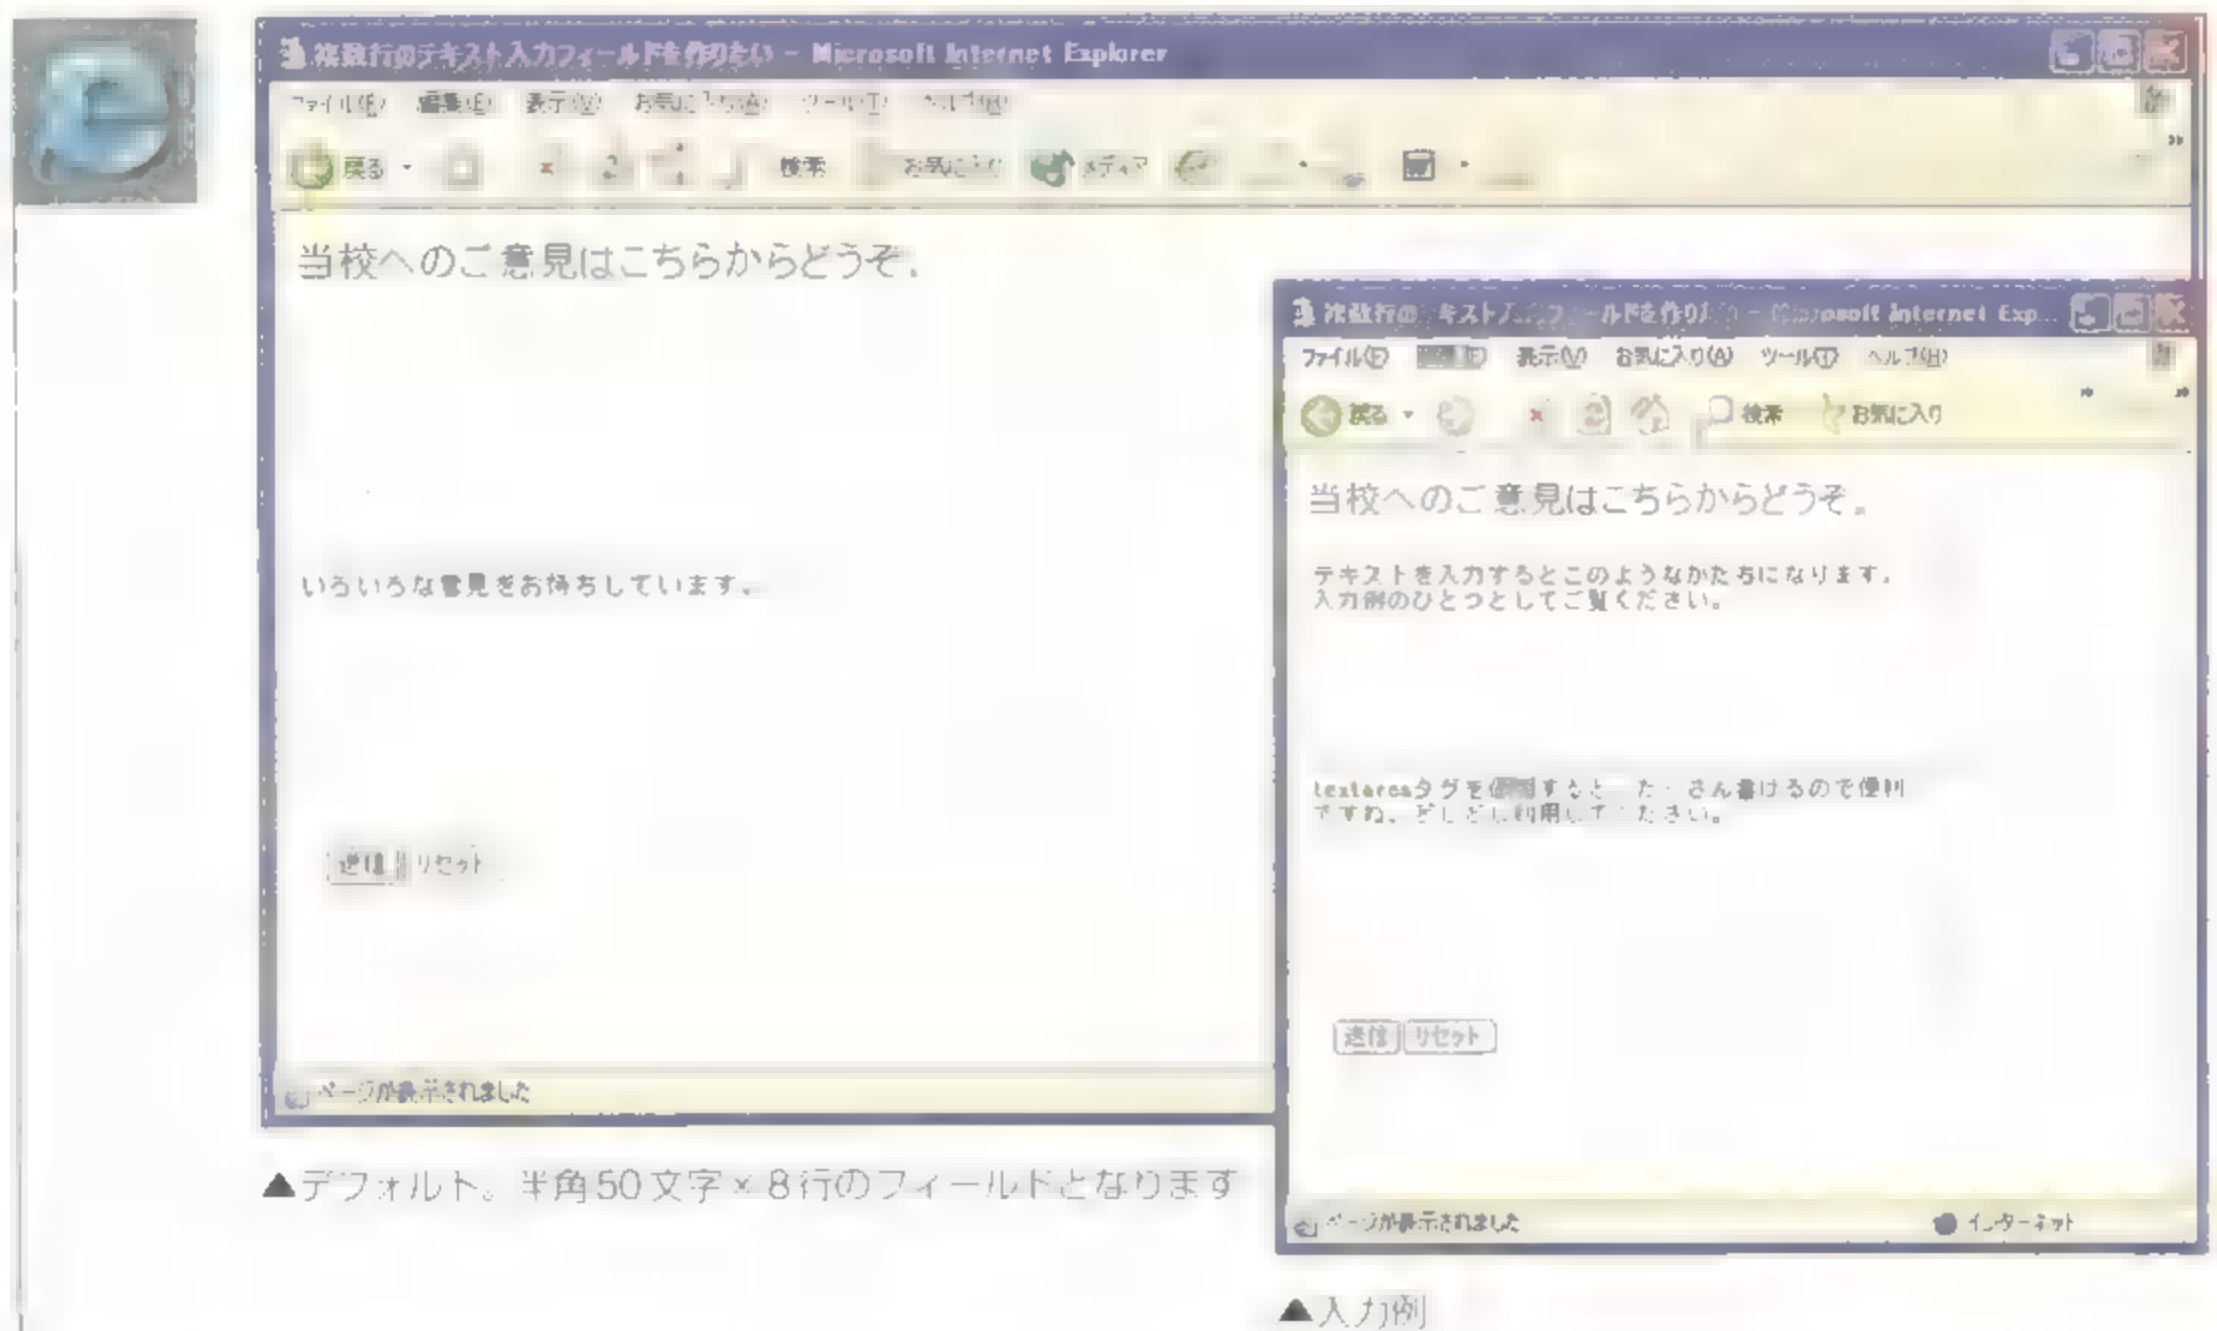 複数行のテキスト入力フィールドを作りたい - Microsoft Internet Explorer
ファイル(F) 編集(E) 表示(V) お気に入り(A) ツール(T) ヘルプ(H)
戻る 検索 お気に入り メディア
当校へのご意見はこちらからどうぞ。
いろいろな意見をお待ちしています。
送信 リセット
ページが表示されました
▲デフォルト。半角50文字×8行のフィールドとなります
複数行のテキスト入力フィールドを作りたい - Microsoft Internet Exp...
ファイル(F) 編集(E) 表示(V) お気に入り(A) ツール(T) ヘルプ(H)
戻る 検索 お気に入り
当校へのご意見はこちらからどうぞ。
テキストを入力するとこのようなかたちになります。
入力例のひとつとしてご覧ください。
textareaタグを使用すると、たくさん書けるので便利
ですね。どしどし利用してください。
送信 リセット
ページが表示されました インターネット
▲入力例